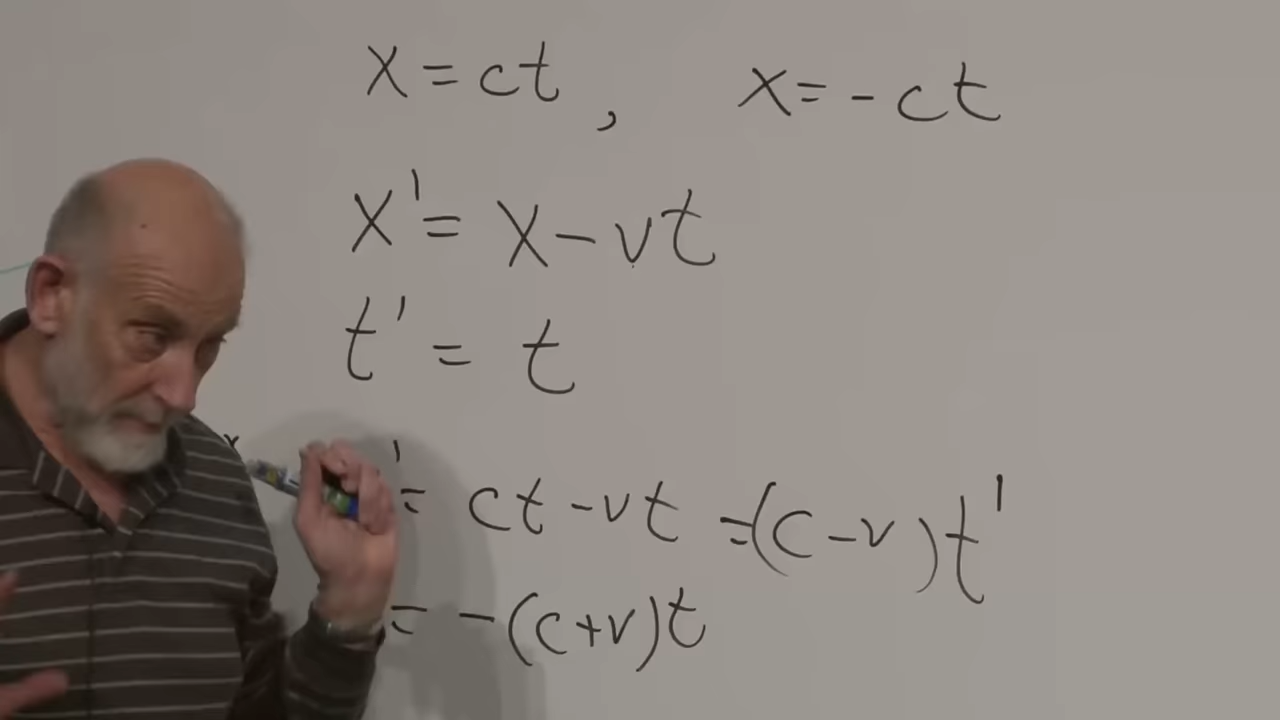 x = ct , x = - ct
x' = x - vt
t' = t
' = ct - vt = (c - v)t'
= - (c + v)t